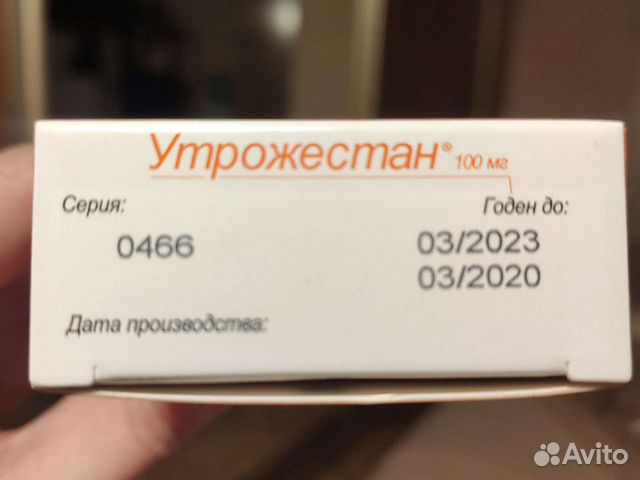 Утрожестан® 100 мг
Серия: Годен до:
0466 03/2023
03/2020
Дата производства:
Avito